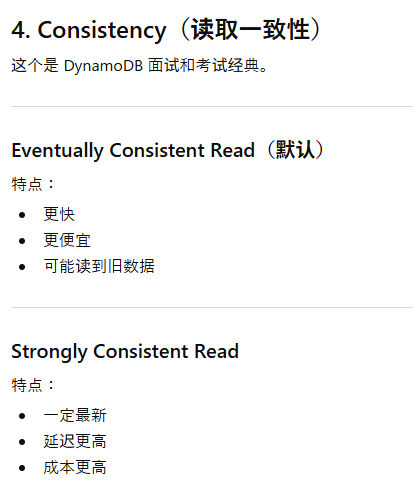 4. Consistency（读取一致性）
这个是 DynamoDB 面试和考试经典。
Eventually Consistent Read（默认）
特点：
• 更快
• 更便宜
• 可能读到旧数据
Strongly Consistent Read
特点：
• 一定最新
• 延迟更高
• 成本更高